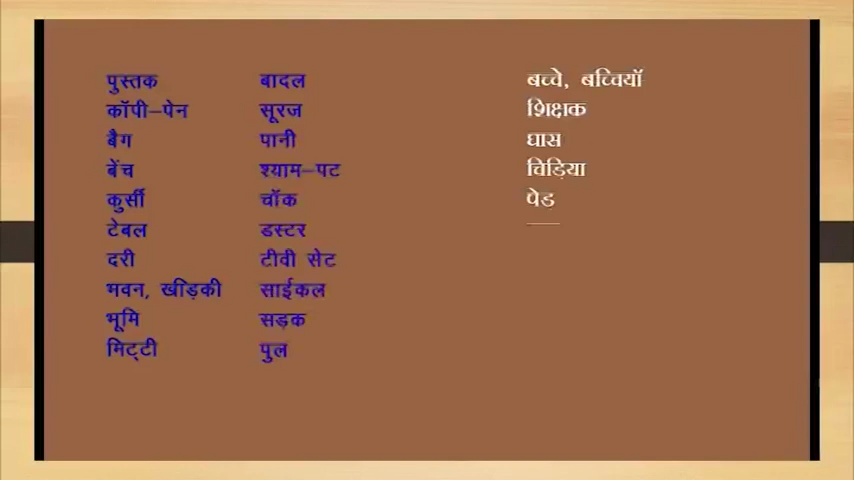 पुस्तक
कॉपी-पेन
बैग
बेंच
कुर्सी
टेबल
दरी
भवन, खीड़की
भूमि
मिट्टी
बादल
सूरज
पानी
श्याम-पट
चॉक
डस्टर
टीवी सेट
साईकल
सड़क
पुल
बच्चे, बच्चियॉ
शिक्षक
घास
चिड़िया
पेड़